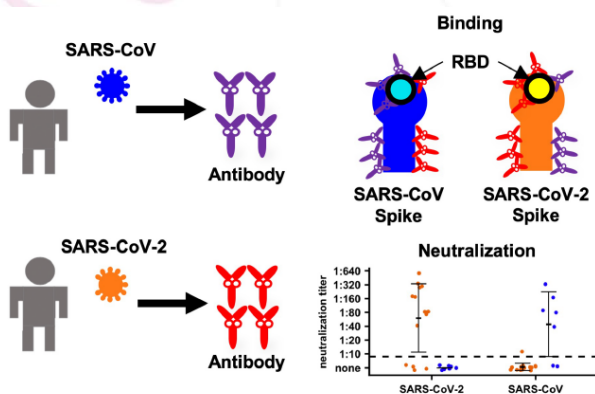 SARS-CoV
Antibody
SARS-CoV-2
Antibody
Binding
RBD
SARS-CoV
Spike
SARS-CoV-2
Spike
Neutralization
neutralization titer
1:640
1:320
1:160
1:80
1:40
1:20
1:10
none
SARS-CoV-2
SARS-CoV